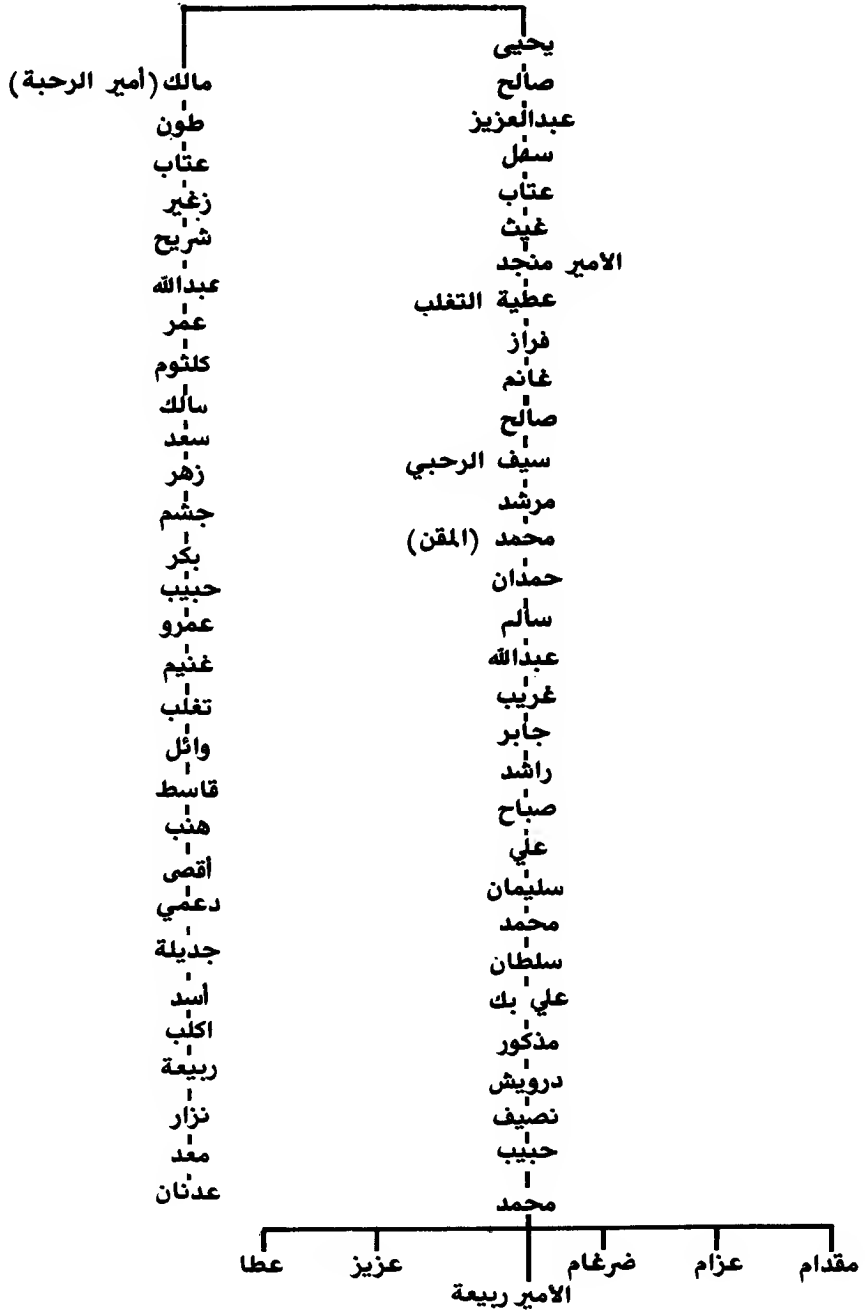 يحيى
صالح
عبدالعزيز
سهل
عتاب
غيث
الامير منجد
عطية التغلب
فراز
غانم
صالح
سيف الرحبي
مرشد
محمد (المقن)
حمدان
سالم
عبدالله
غريب
جابر
راشد
صباح
علي
سليمان
محمد
سلطان
علي بك
مذكور
درويش
نصيف
حبيب
محمد
مقدام
عزام
ضرغام
الامير ربيعة
عزيز
عطا
مالك (أمير الرحبة)
طون
عتاب
زغير
شريح
عبدالله
عمر
كلثوم
مالك
سعد
زهر
جشم
بكر
حبيب
عمرو
غنيم
تغلب
وائل
قاسط
هنب
أقصى
دعمي
جديلة
أسد
اكلب
ربيعة
نزار
معد
عدنان